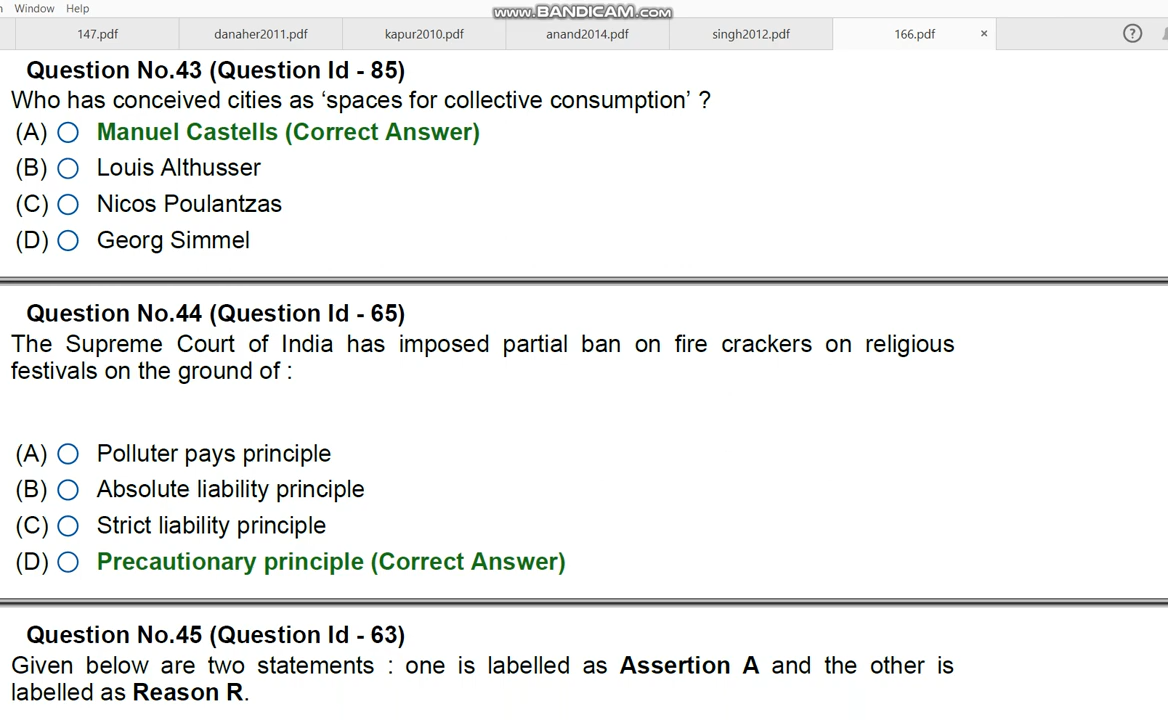 Window Help
www.BANDICAM.com
147.pdf danaher2011.pdf kapur2010.pdf anand2014.pdf singh2012.pdf 166.pdf × ?
Question No.43 (Question Id - 85)
Who has conceived cities as ‘spaces for collective consumption’ ?
(A) Manuel Castells (Correct Answer)
(B) Louis Althusser
(C) Nicos Poulantzas
(D) Georg Simmel
Question No.44 (Question Id - 65)
The Supreme Court of India has imposed partial ban on fire crackers on religious
festivals on the ground of :
(A) Polluter pays principle
(B) Absolute liability principle
(C) Strict liability principle
(D) Precautionary principle (Correct Answer)
Question No.45 (Question Id - 63)
Given below are two statements : one is labelled as Assertion A and the other is
labelled as Reason R.